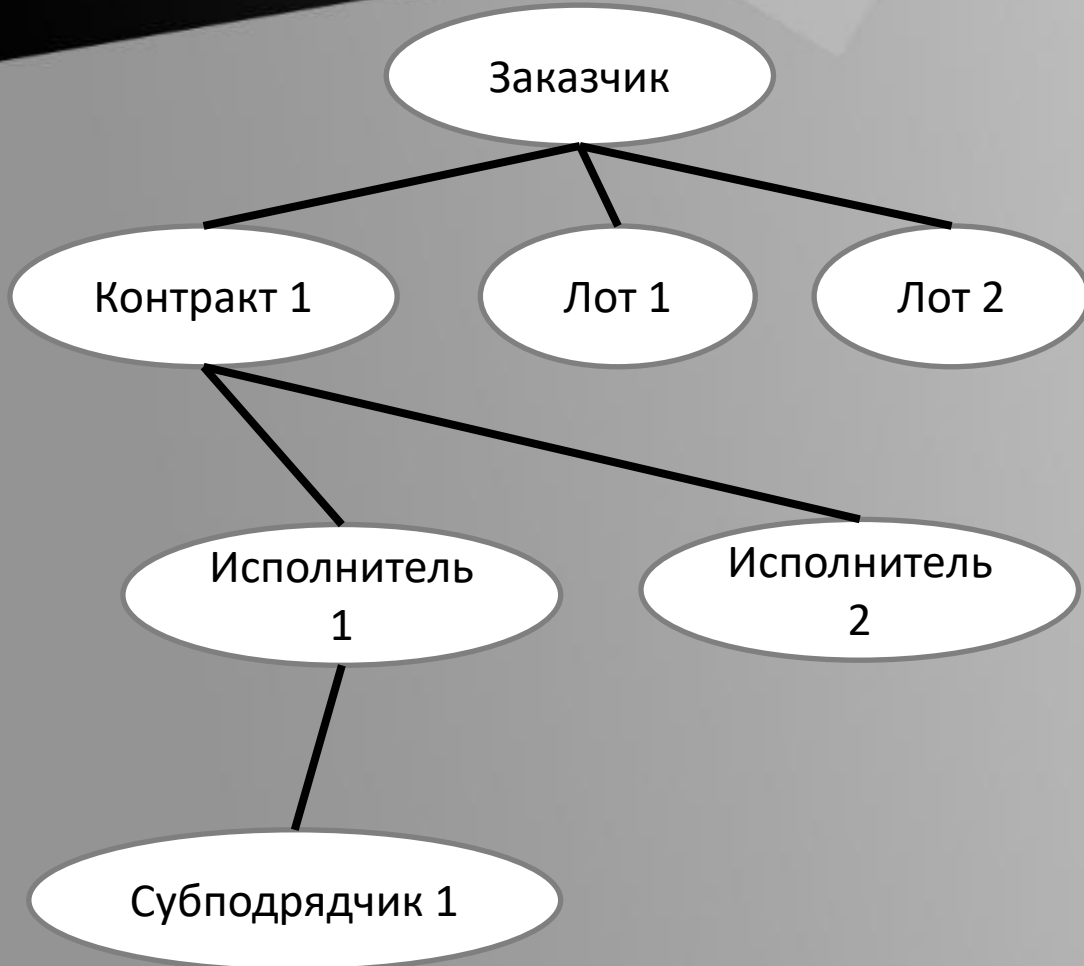 Заказчик
Контракт 1
Лот 1
Лот 2
Исполнитель
1
Исполнитель
2
Субподрядчик 1